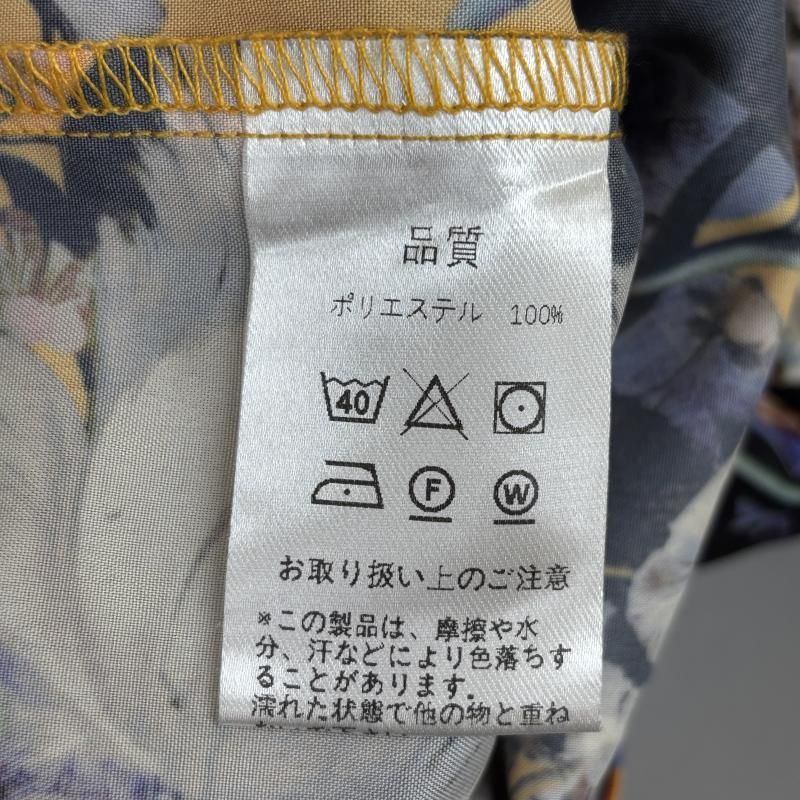 品質
ポリエステル 100%
40
F W
お取り扱い上のご注意
※この製品は、摩擦や水
分、汗などにより色落ちす
ることがあります。
濡れた状態で他の物と重ね